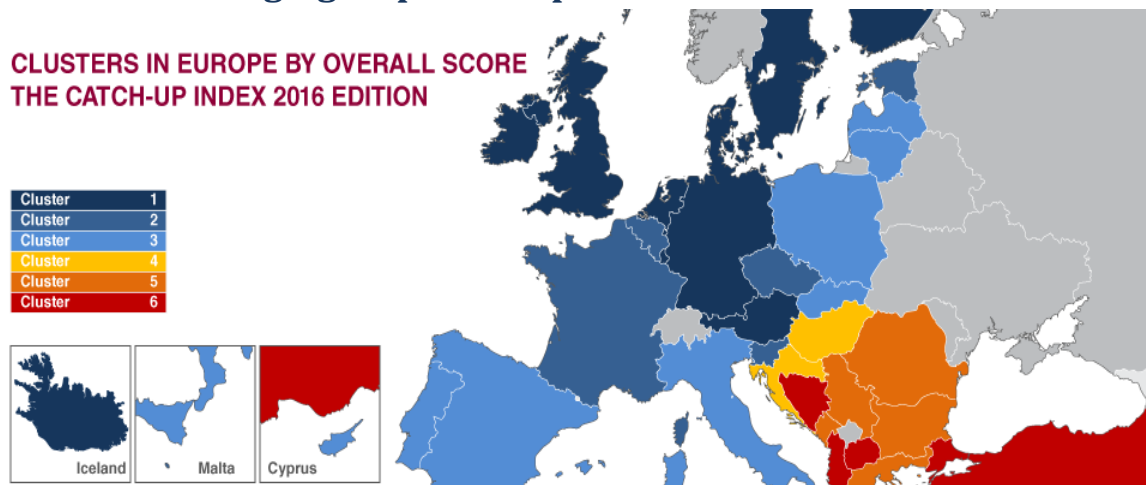 CLUSTERS IN EUROPE BY OVERALL SCORE
THE CATCH-UP INDEX 2016 EDITION
Cluster 1
Cluster 2
Cluster 3
Cluster 4
Cluster 5
Cluster 6
Iceland
Malta
Cyprus